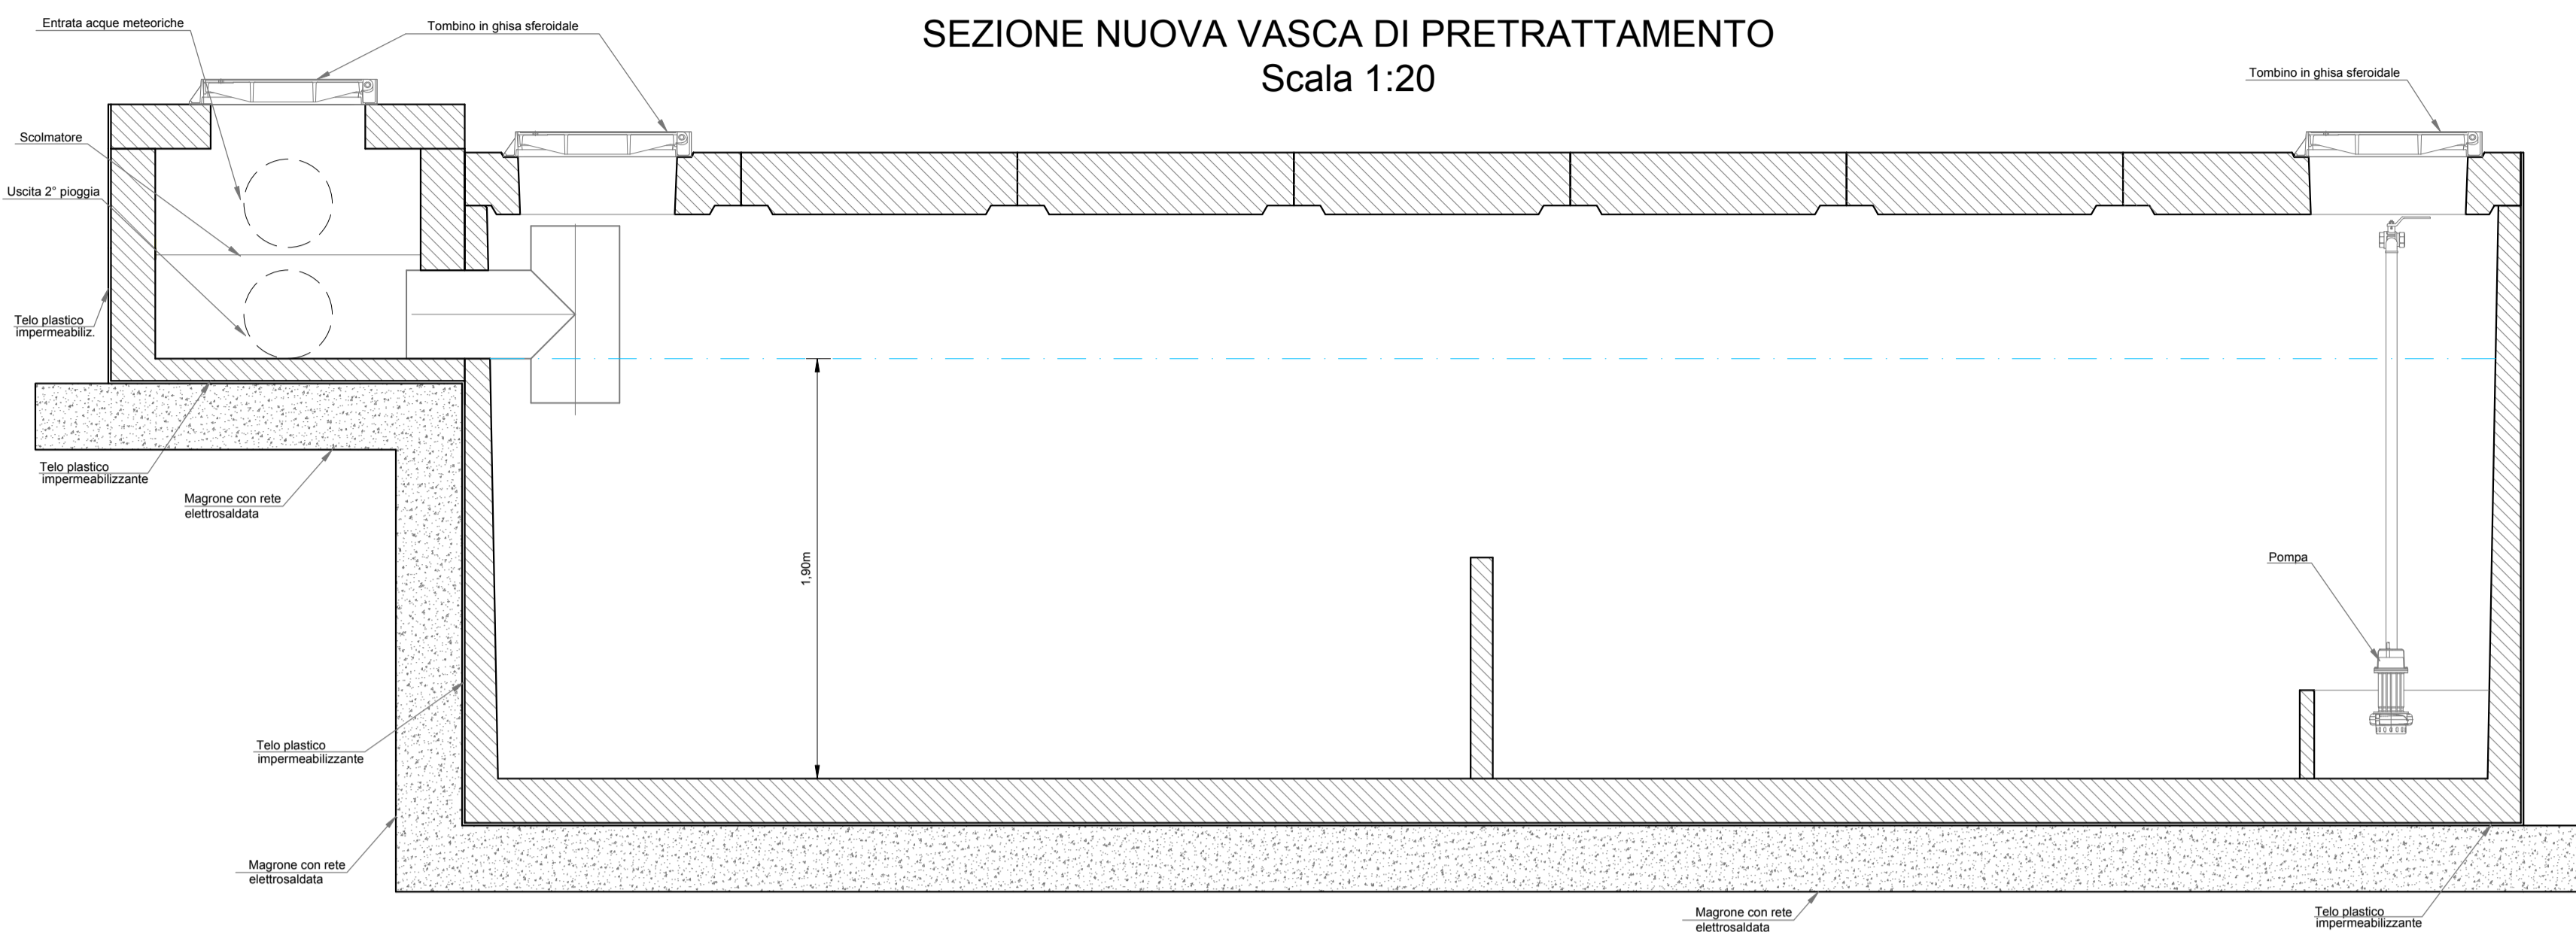 SEZIONE NUOVA VASCA DI PRETRATTAMENTO
Scala 1:20
Entrata acque meteoriche
Tombino in ghisa sferoidale
Tombino in ghisa sferoidale
Scolmatore
Uscita 2° pioggia
Telo plastico
impermeabiliz.
Telo plastico
impermeabilizzante
Magrone con rete
elettrosaldata
1,90m
Pompa
Telo plastico
impermeabilizzante
Magrone con rete
elettrosaldata
Magrone con rete
elettrosaldata
Telo plastico
impermeabilizzante